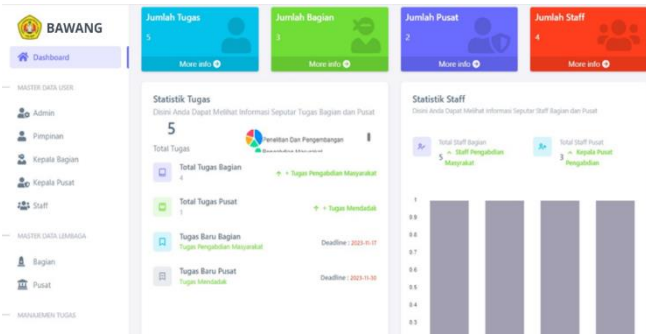 BAWANG
Dashboard
MASTER DATA USER
Admin
Pimpinan
Kepala Bagian
Kepala Pusat
Staff
MASTER DATA LEMBAGA
Bagian
Pusat
MANAJEMEN TUGAS
Jumlah Tugas
5
More info
Jumlah Bagian
3
More info
Jumlah Pusat
2
More info
Jumlah Staff
4
More info
Statistik Tugas
Disini Anda Dapat Melihat Informasi Seputar Tugas Bagian dan Pusat
5
Total Tugas
Penelitian Dan Pengembangan
Total Tugas Bagian
4
+ Tugas Pengabdian Masyarakat
Total Tugas Pusat
1
+ Tugas Mendadak
Tugas Baru Bagian
Tugas Pengabdian Masyarakat
Deadline : 2023-11-17
Tugas Baru Pusat
Tugas Mendadak
Deadline : 2023-11-30
Statistik Staff
Disini Anda Dapat Melihat Informasi Seputar Staff Bagian dan Pusat
Total Staff Bagian
5
Staff Pengabdian
Masyrakat
Total Staff Pusat
3
Kepala Pusat
Pengabdian
1
0.9
0.8
0.7
0.6
0.5
0.4
0.3